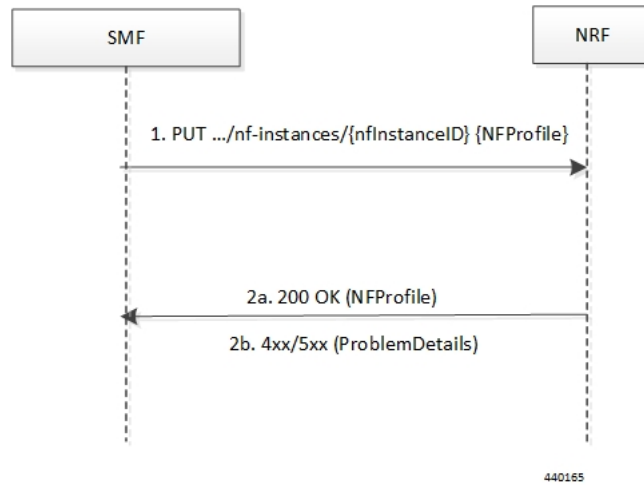 SMF
NRF
1. PUT .../nf-instances/{nfInstanceID} {NFProfile}
2a. 200 OK (NFProfile)
2b. 4xx/5xx (ProblemDetails)
440165